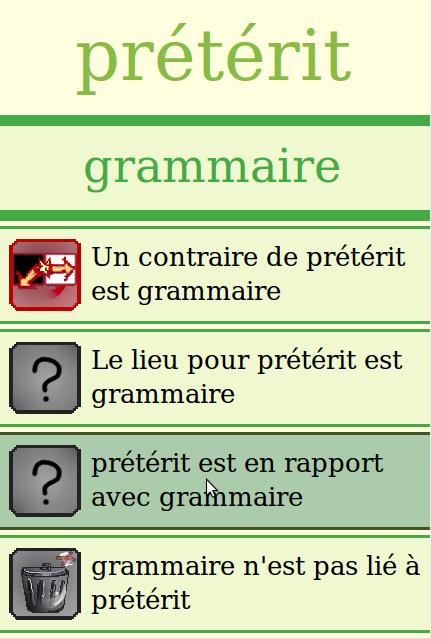 prétérit
grammaire
Un contraire de prétérit
est grammaire
?
Le lieu pour prétérit est
grammaire
?
prétérit est en rapport
avec grammaire
grammaire n'est pas lié à
prétérit